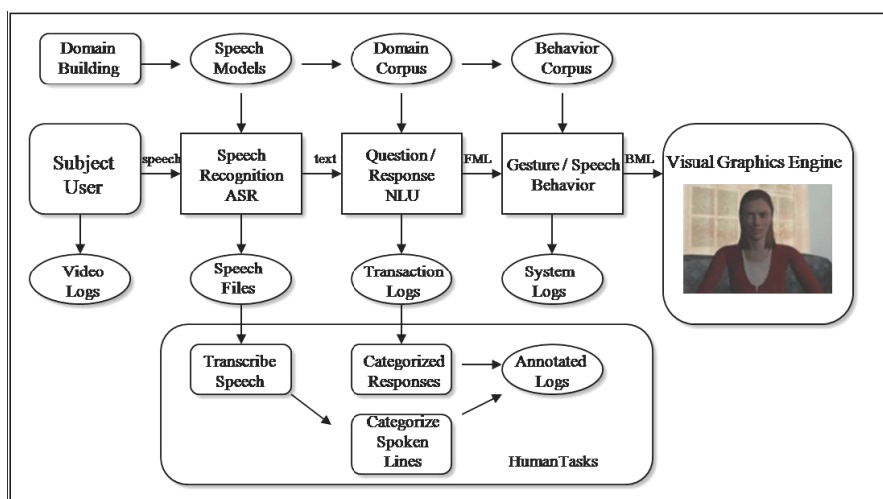 Domain
Building
Speech
Models
Domain
Corpus
Behavior
Corpus
Subject
User
speech
Speech
Recognition
ASR
text
Question /
Response
NLU
FML
Gesture / Speech
Behavior
BML
Visual Graphics Engine
Video
Logs
Speech
Files
Transaction
Logs
System
Logs
Transcribe
Speech
Categorized
Responses
Annotated
Logs
Categorize
Spoken
Lines
HumanTasks